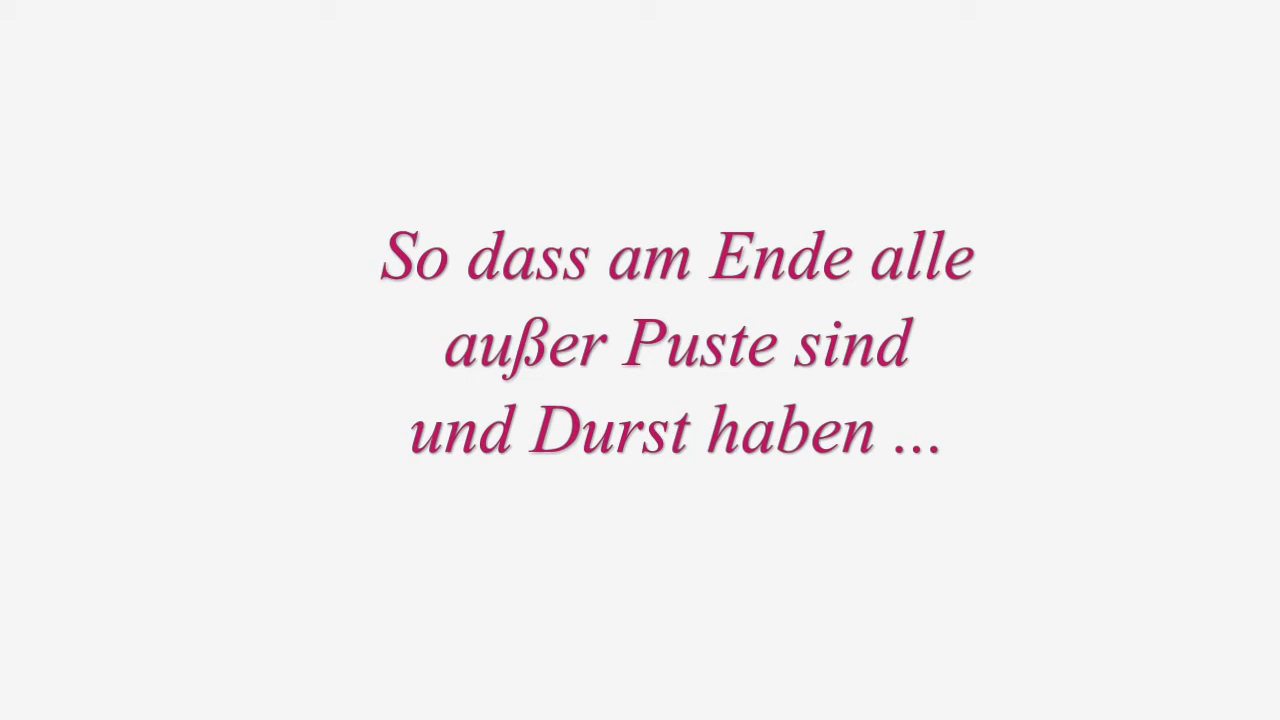 So dass am Ende alle
außer Puste sind
und Durst haben ...